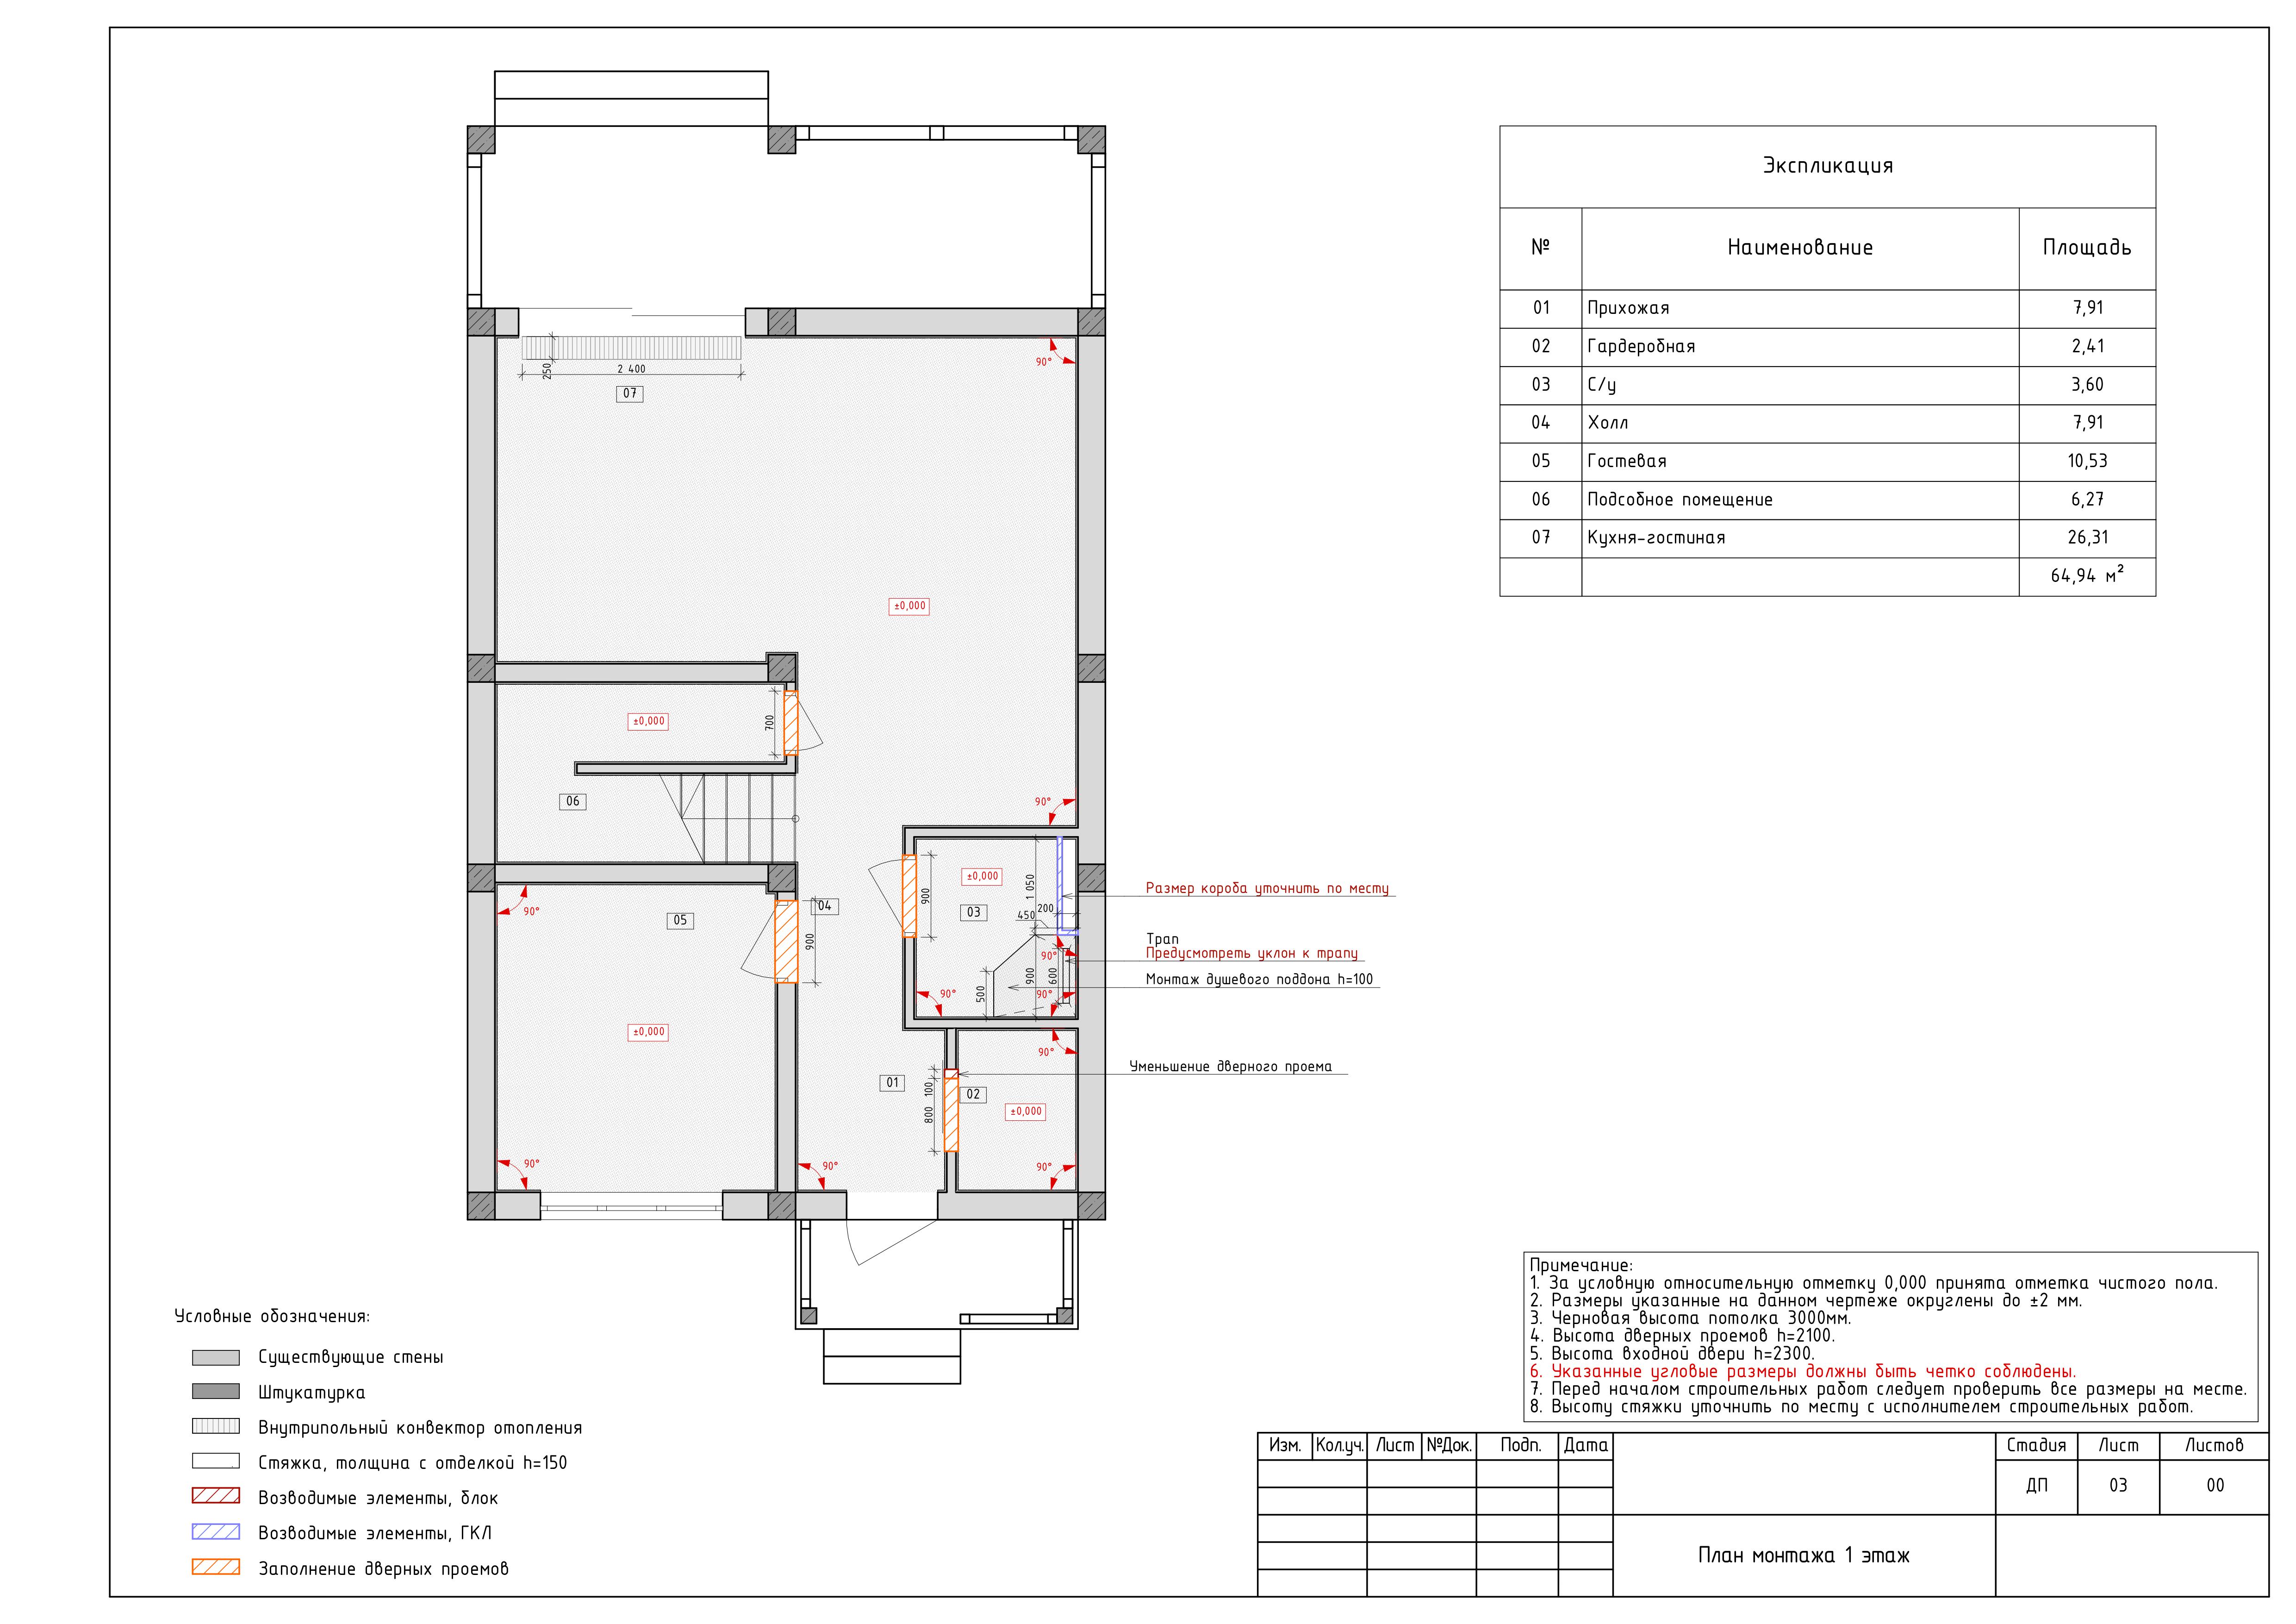 Экспликация
№ Наименование Площадь
01 Прихожая 7,91
02 Гардеробная 2,41
03 С/у 3,60
04 Холл 7,91
05 Гостевая 10,53
06 Подсобное помещение 6,27
07 Кухня-гостиная 26,31
64,94 м²
90°
250
2 400
07
±0,000
±0,000
700
06
90°
±0,000
1 050
Размер короба уточнить по месту
900
03
200
450
90°
05
04
900
Трап
Предусмотреть уклон к трапу
90°
900
600
Монтаж душевого поддона h=100
500
90°
90°
±0,000
90°
Уменьшение дверного проема
01
100
02
800
±0,000
90°
90°
90°
Примечание:
1. За условную относительную отметку 0,000 принята отметка чистого пола.
2. Размеры указанные на данном чертеже округлены до ±2 мм.
3. Черновая высота потолка 3000мм.
4. Высота дверных проемов h=2100.
5. Высота входной двери h=2300.
6. Указанные угловые размеры должны быть четко соблюдены.
7. Перед началом строительных работ следует проверить все размеры на месте.
8. Высоту стяжки уточнить по месту с исполнителем строительных работ.
Условные обозначения:
Существующие стены
Штукатурка
Внутрипольный конвектор отопления
Стяжка, толщина с отделкой h=150
Возводимые элементы, блок
Возводимые элементы, ГКЛ
Заполнение дверных проемов
Изм. Кол.уч. Лист №Док. Подп. Дата
Стадия Лист Листов
ДП 03 00
План монтажа 1 этаж